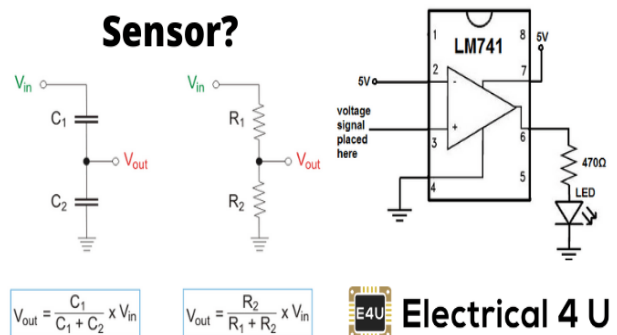 Sensor?
Vin
C1
Vout
C2
Vout = C1 / C1 + C2 x Vin
Vin
R1
Vout
R2
Vout = R2 / R1 + R2 x Vin
LM741
1
8
5V
2
7
5V
-
voltage
signal
placed
here
+
3
6
470Ω
4
5
LED
E4U
Electrical 4 U